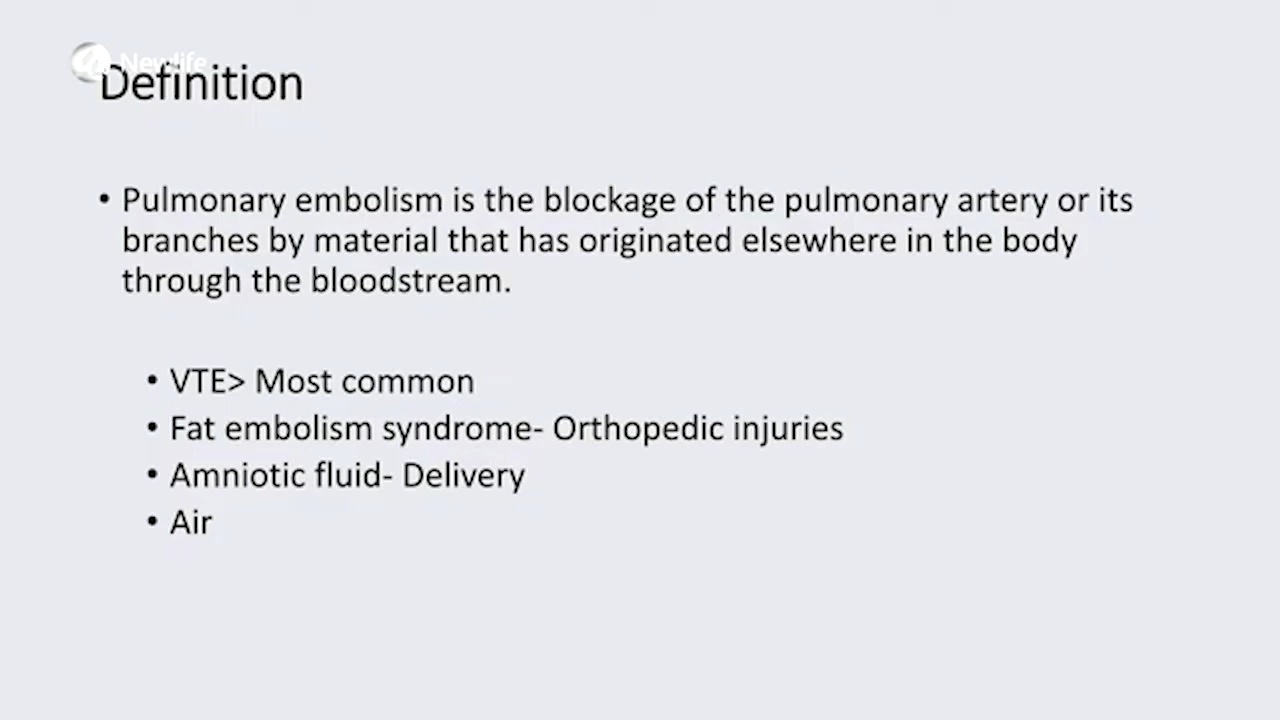 Newlife
Definition
• Pulmonary embolism is the blockage of the pulmonary artery or its
branches by material that has originated elsewhere in the body
through the bloodstream.
• VTE> Most common
• Fat embolism syndrome- Orthopedic injuries
• Amniotic fluid- Delivery
• Air